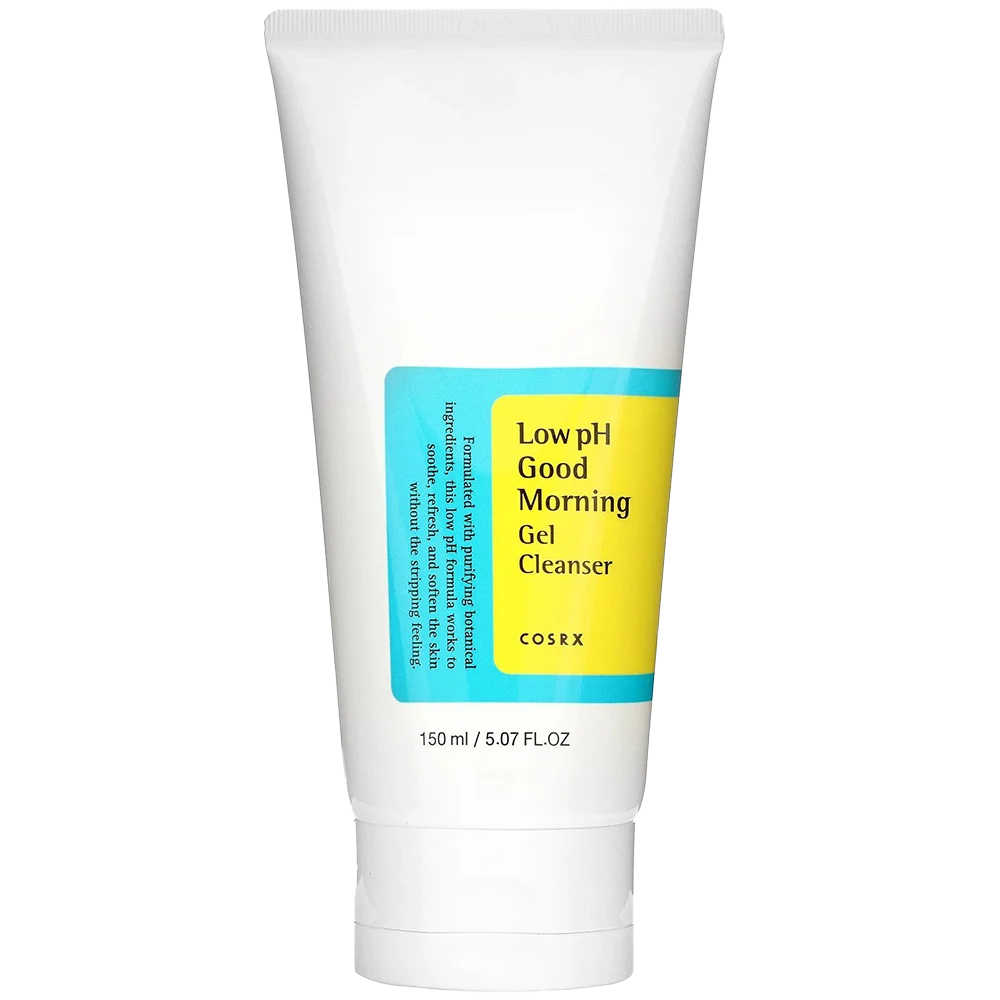 Low pH
Good
Morning
Gel
Cleanser
COSRX
Formulated with purifying botanical
ingredients, this low pH formula works to
soothe, refresh, and soften the skin
without the stripping feeling.
150 ml / 5.07 FL.OZ